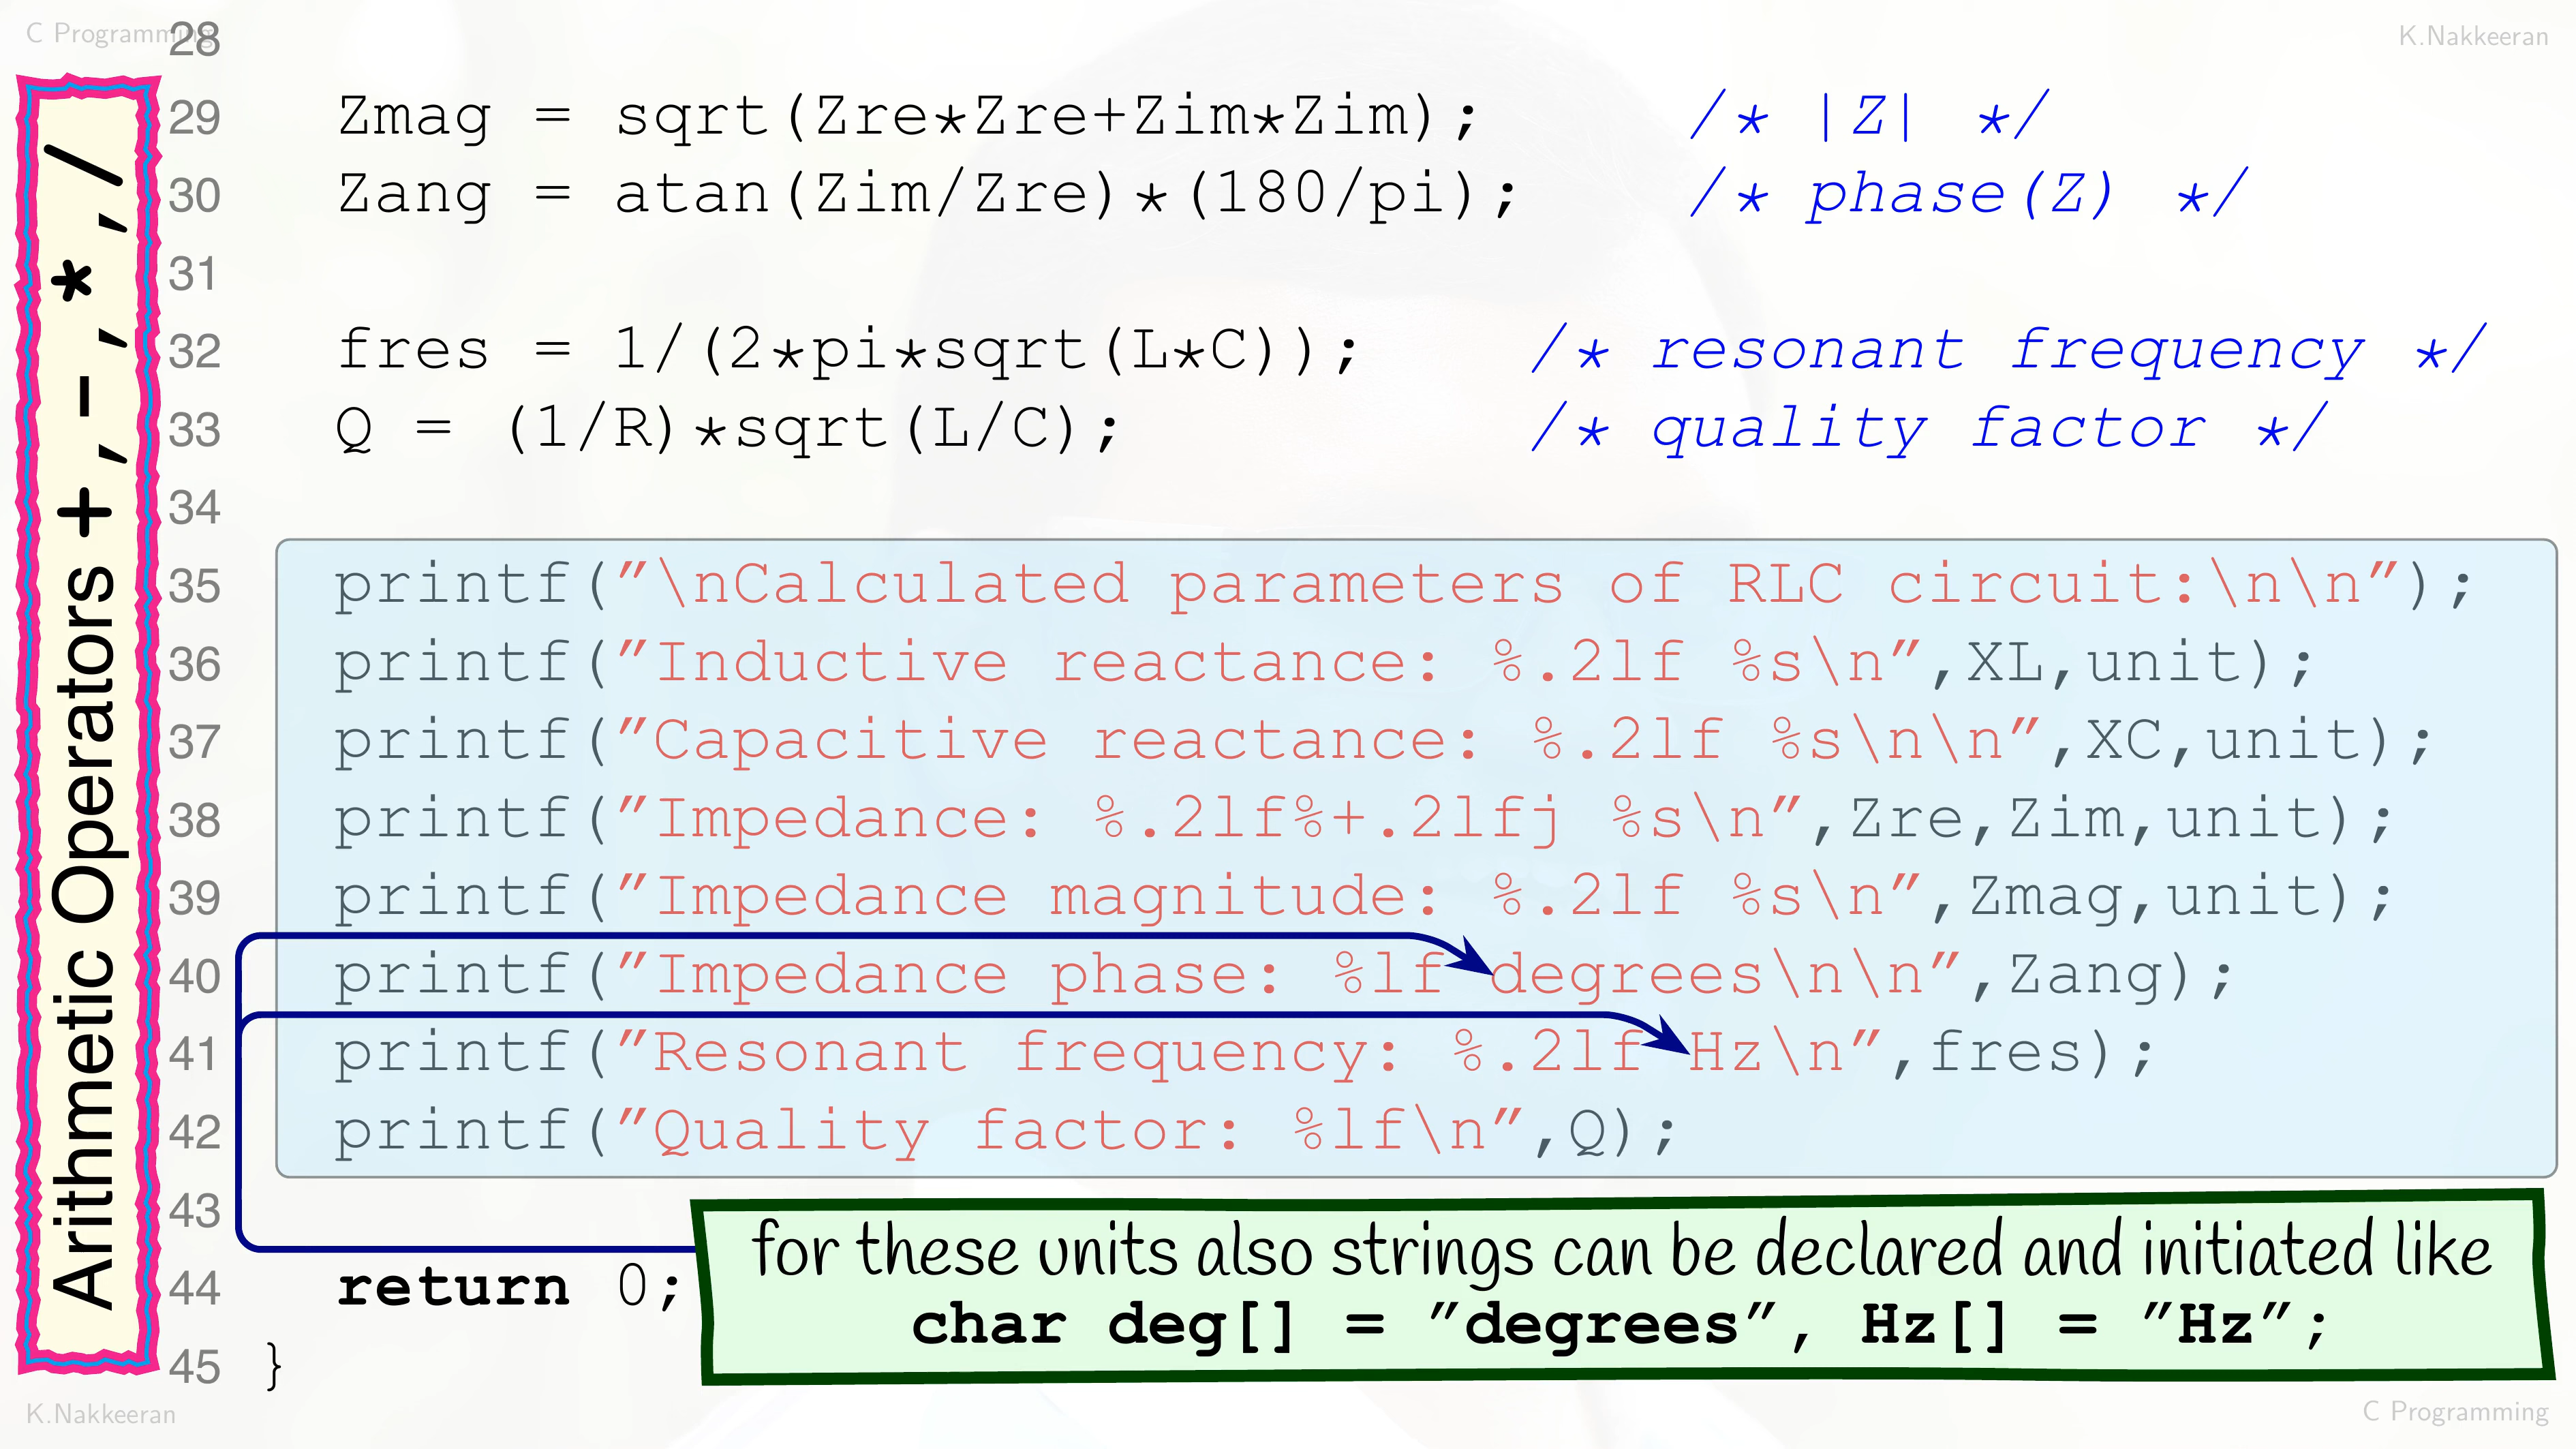 C Programming
K.Nakkeeran
Arithmetic Operators +,-,*,/
28
29 Zmag = sqrt(Zre*Zre+Zim*Zim); /* |Z| */
30 Zang = atan(Zim/Zre)*(180/pi); /* phase(Z) */
31
32 fres = 1/(2*pi*sqrt(L*C)); /* resonant frequency */
33 Q = (1/R)*sqrt(L/C); /* quality factor */
34
35 printf("\nCalculated parameters of RLC circuit:\n\n");
36 printf("Inductive reactance: %.2lf %s\n",XL,unit);
37 printf("Capacitive reactance: %.2lf %s\n\n",XC,unit);
38 printf("Impedance: %.2lf%+.2lfj %s\n",Zre,Zim,unit);
39 printf("Impedance magnitude: %.2lf %s\n",Zmag,unit);
40 printf("Impedance phase: %lf degrees\n\n",Zang);
41 printf("Resonant frequency: %.2lf Hz\n",fres);
42 printf("Quality factor: %lf\n",Q);
43
44 return 0;
45 }
for these units also strings can be declared and initiated like
char deg[] = "degrees", Hz[] = "Hz";
K.Nakkeeran
C Programming